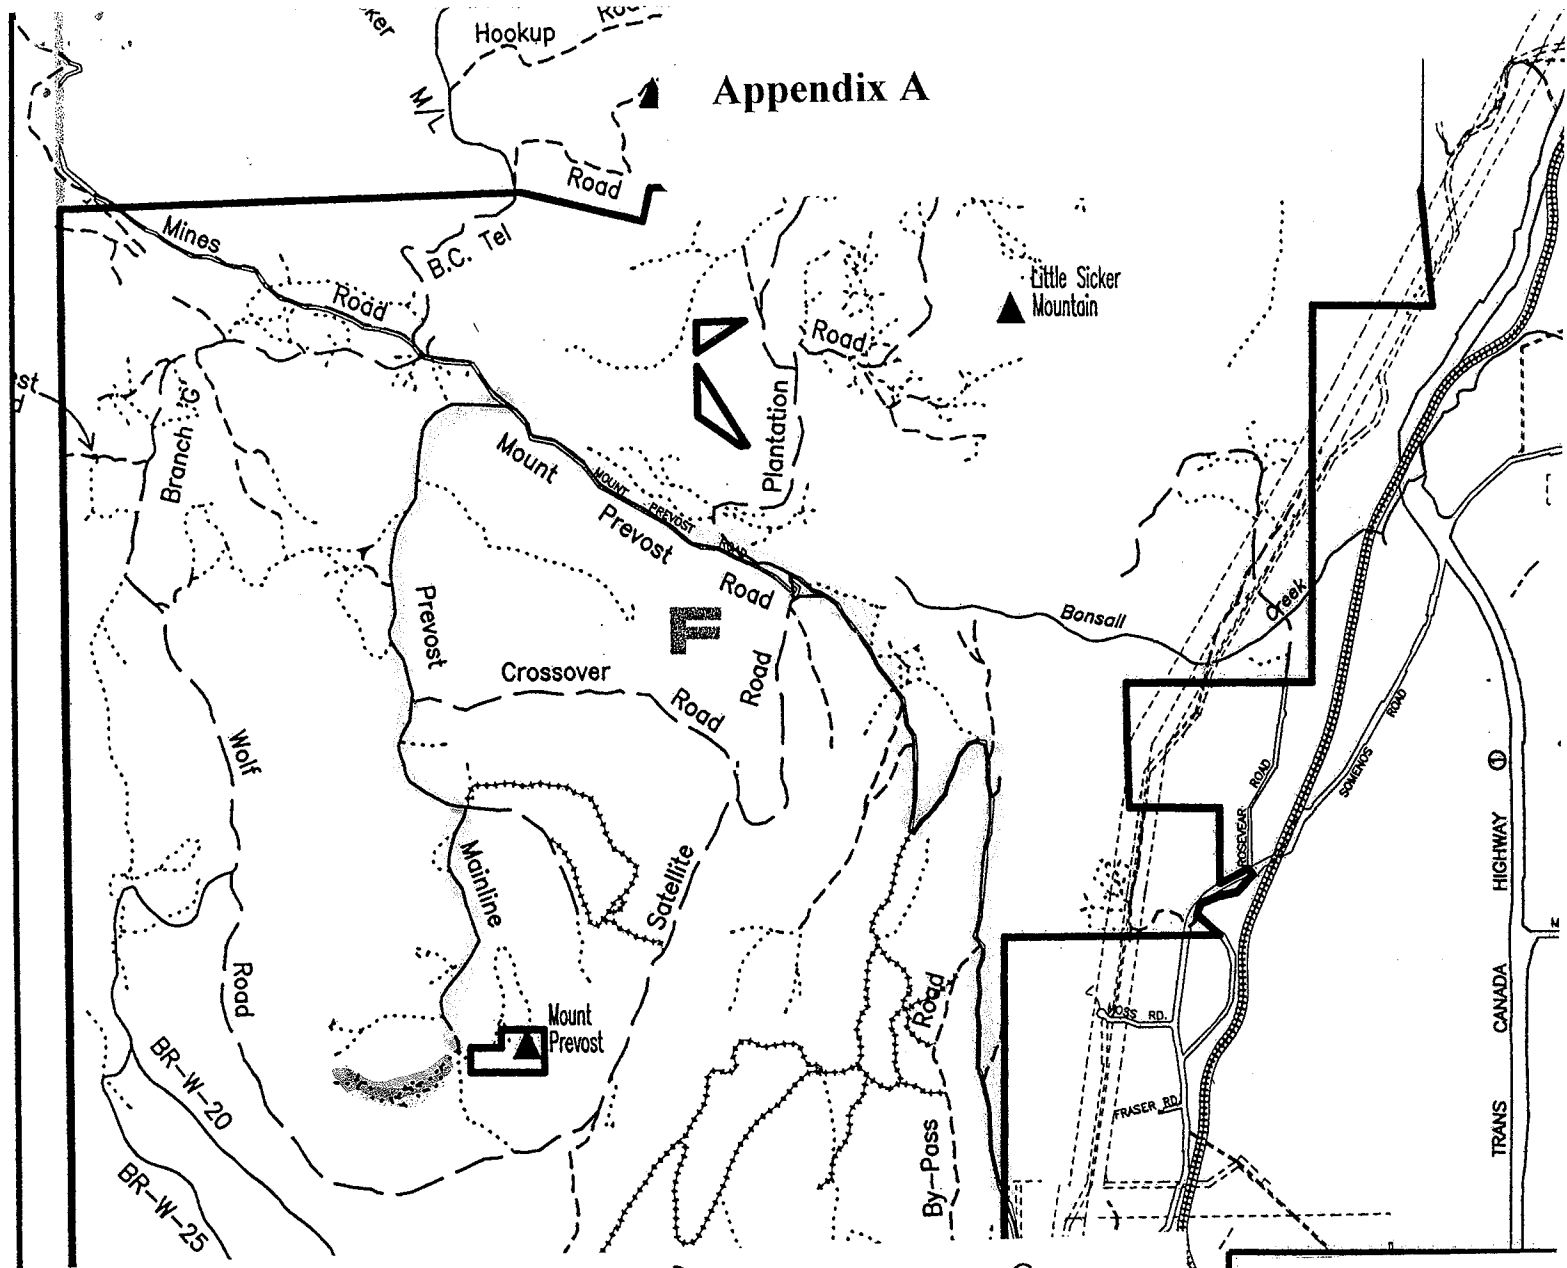 Hookup
Appendix A
M/L
Road
Mines
B.C. Tel
Road
Little Sicker
Mountain
Road
Branch 'G'
Plantation
Mount
MOUNT
PREVOST
ROAD
Prevost
Road
Bonsall
Creek
Prevost
F
Crossover
Road
Road
Wolf
ROAD
ROAD
SOMENOS
1
ROSEVEAR
HIGHWAY
Mainline
Satellite
Road
Road
CANADA
Mount
Prevost
MOSS RD.
BR-W-20
FRASER RD.
TRANS
By-Pass
BR-W-25